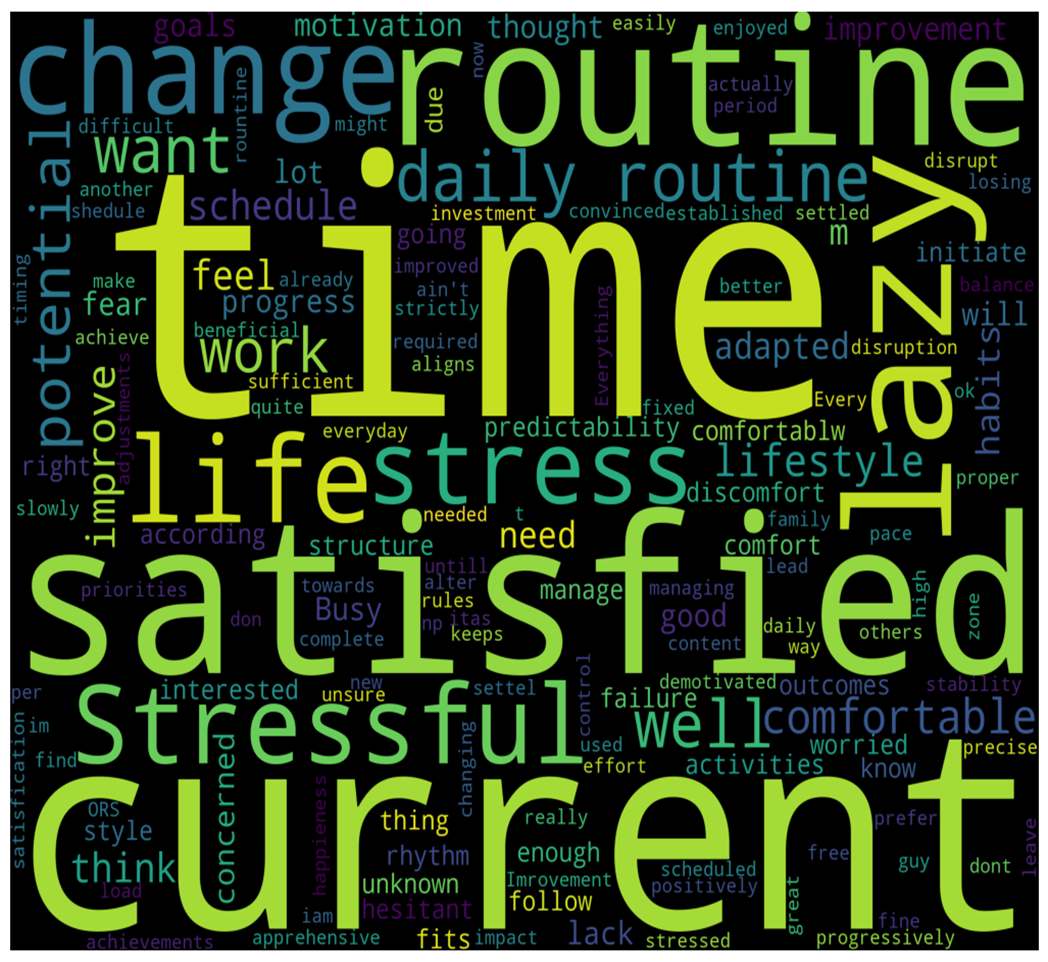 goals
motivation
thought
easily
enjoyed
improvement
change
routine
now
actually
period
due
might
difficult
rountine
want
lot
daily routine
disrupt
losing
lazy
potential
another
shedule
schedule
time
investment
convinced
established
settled
m
initiate
going
timing
make
fear
feel
already
progress
improved
ain't
strictly
Everything
better
balance
will
achieve
beneficial
work
required
aligns
adapted
disruption
habits
sufficient
quite
fixed
Every
ok
improve
adjustments
everyday
predictability
comfortablw
right
life
stress
lifestyle
discomfort
proper
slowly
according
needed
t
need
family
structure
comfort
lead
pace
satisfied
priorities
towards
untill
alter
rules
manage
managing
high
zone
don
Busy
np
itas
keeps
good
daily
others
complete
content
way
per
interested
new
unsure
settel
control
demotivated
failure
outcomes
stability
im
Stressful
well
comfortable
find
used
effort
worried
precise
satisfication
concerned
changing
activities
know
current
ORS
style
thing
really
prefer
happieness
rhythm
enough
free
guy
dont
leave
think
load
unknown
Imrovement
scheduled
positively
great
hesitant
follow
iam
fine
achievements
apprehensive
fits
impact
lack
stressed
progressively